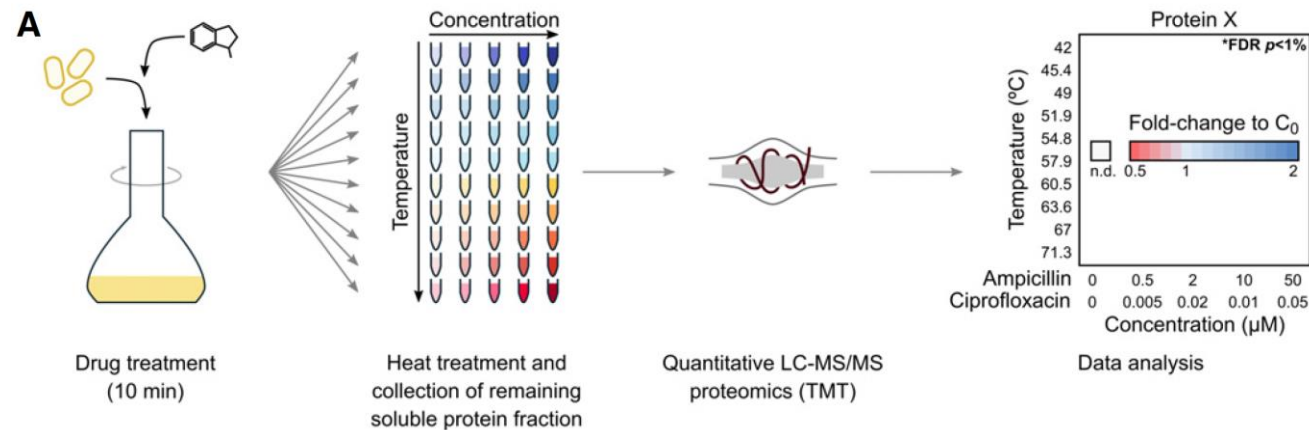 A
Concentration
Temperature
Protein X
*FDR p<1%
Temperature (ºC)
42
45.4
49
51.9
54.8
57.9
60.5
63.6
67
71.3
Fold-change to C0
n.d.
0.5 1 2
Ampicillin 0 0.5 2 10 50
Ciprofloxacin 0 0.005 0.02 0.01 0.05
Concentration (µM)
Drug treatment
(10 min)
Heat treatment and
collection of remaining
soluble protein fraction
Quantitative LC-MS/MS
proteomics (TMT)
Data analysis